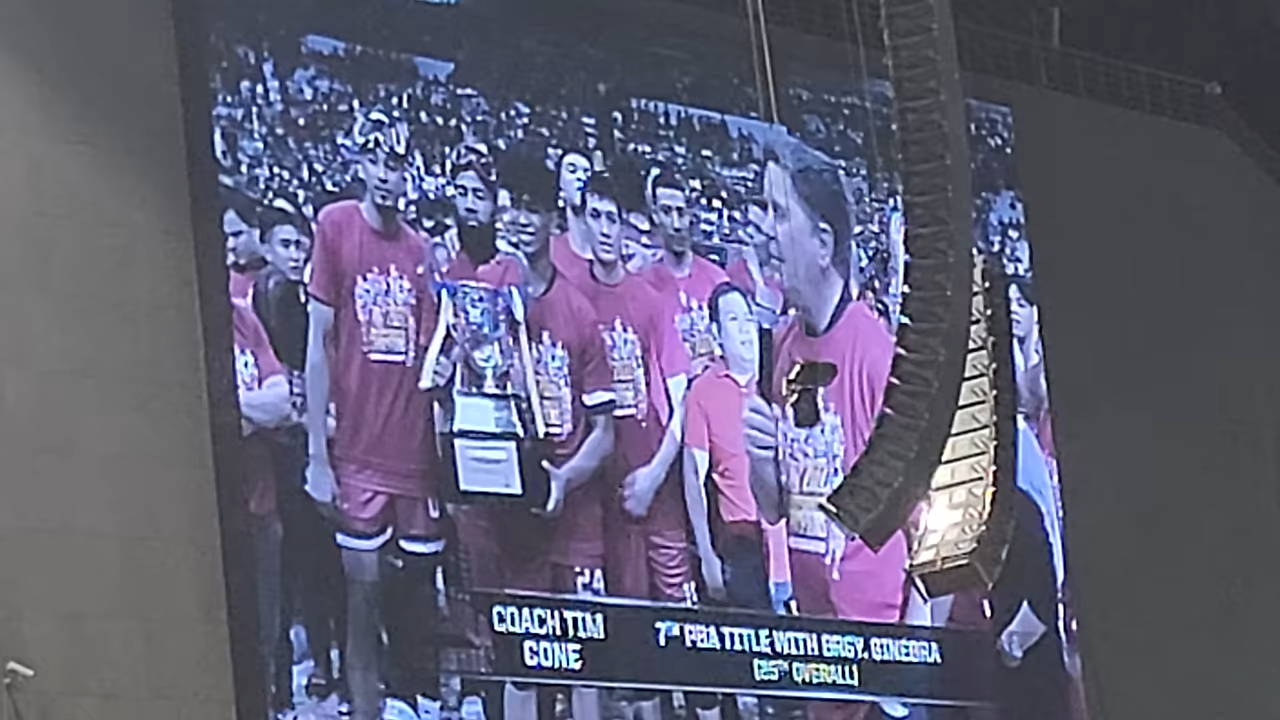 COACH TIM
CONE
7TH PBA TITLE WITH BRGY. GINEBRA
(25TH OVERALL)
24